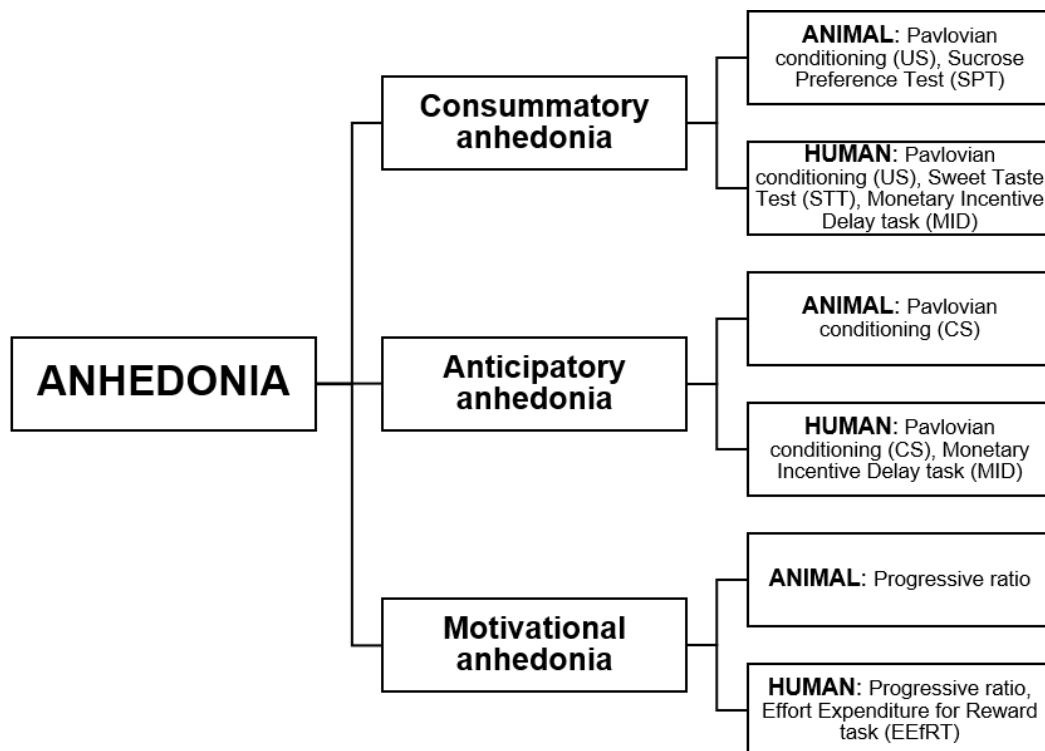 ANIMAL: Pavlovian
conditioning (US), Sucrose
Preference Test (SPT)
Consummatory
anhedonia
HUMAN: Pavlovian
conditioning (US), Sweet Taste
Test (STT), Monetary Incentive
Delay task (MID)
ANIMAL: Pavlovian
conditioning (CS)
ANHEDONIA
Anticipatory
anhedonia
HUMAN: Pavlovian
conditioning (CS), Monetary
Incentive Delay task (MID)
ANIMAL: Progressive ratio
Motivational
anhedonia
HUMAN: Progressive ratio,
Effort Expenditure for Reward
task (EEfRT)